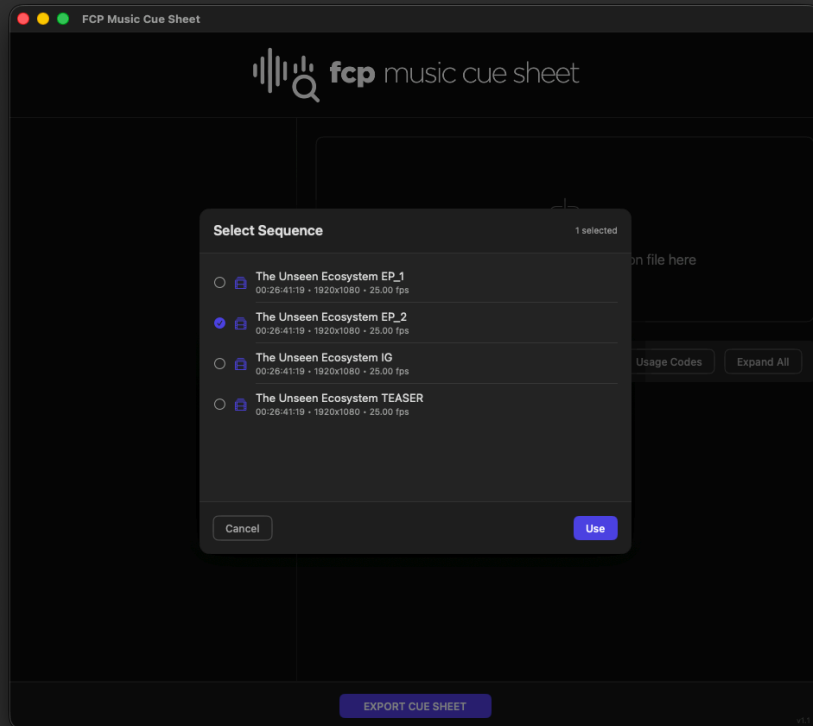 FCP Music Cue Sheet
fcp music cue sheet
Select Sequence
1 selected
on file here
The Unseen Ecosystem EP_1
00:26:41:19 • 1920x1080 • 25.00 fps
The Unseen Ecosystem EP_2
00:26:41:19 • 1920x1080 • 25.00 fps
Usage Codes
Expand All
The Unseen Ecosystem IG
00:26:41:19 • 1920x1080 • 25.00 fps
The Unseen Ecosystem TEASER
00:26:41:19 • 1920x1080 • 25.00 fps
Cancel
Use
EXPORT CUE SHEET
v1.1